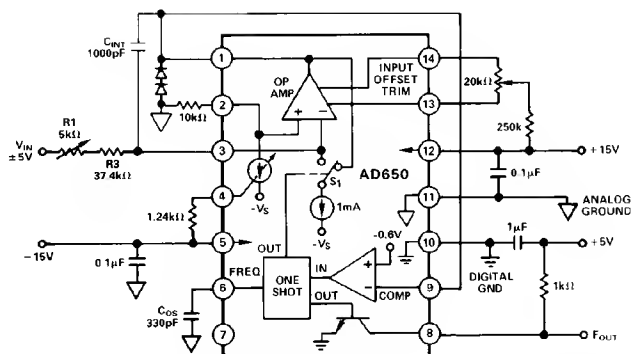 CINT
1000pF
1
OP
AMP
INPUT
OFFSET
TRIM
14
20kΩ
2
10kΩ
+
−
13
250k
R1
5kΩ
VIN
±5V
R3
37.4kΩ
3
12
+15V
S1
AD650
0.1μF
4
1mA
11
-VS
-VS
ANALOG
GROUND
1.24kΩ
-0.6V
1μF
-15V
5
10
+5V
OUT
+
DIGITAL
GND
0.1μF
FREQ
ONE
SHOT
IN
−
COMP
1kΩ
6
9
OUT
COS
330pF
7
8
FOUT